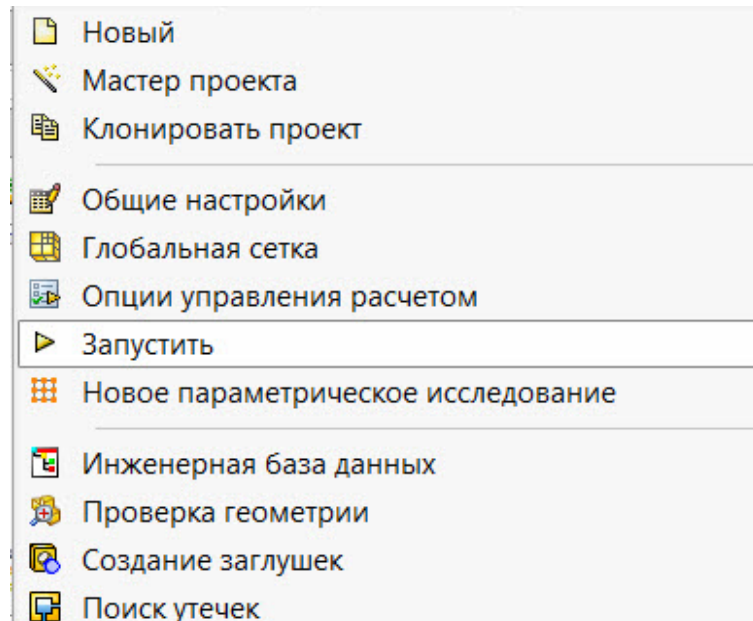 Новый
Мастер проекта
Клонировать проект
Общие настройки
Глобальная сетка
Опции управления расчетом
Запустить
Новое параметрическое исследование
Инженерная база данных
Проверка геометрии
Создание заглушек
Поиск утечек